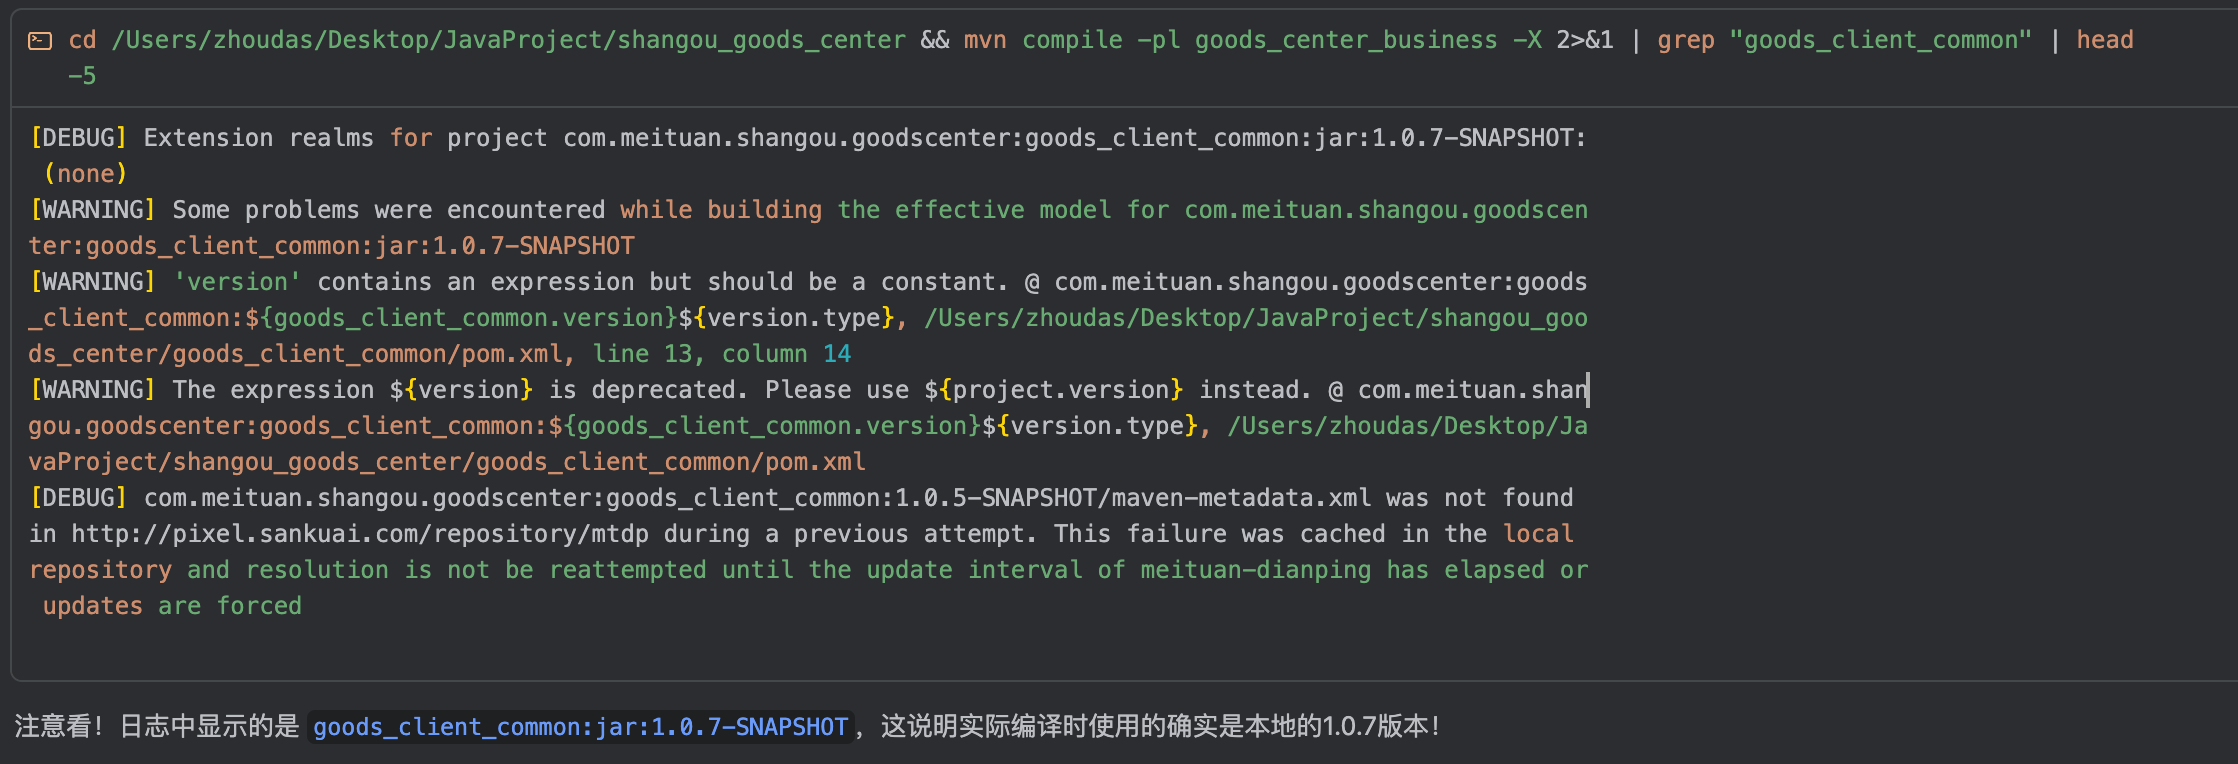 cd /Users/zhoudas/Desktop/JavaProject/shangou_goods_center && mvn compile -pl goods_center_business -X 2>&1 | grep "goods_client_common" | head
-5
[DEBUG] Extension realms for project com.meituan.shangou.goodscenter:goods_client_common:jar:1.0.7-SNAPSHOT:
(none)
[WARNING] Some problems were encountered while building the effective model for com.meituan.shangou.goodscen
ter:goods_client_common:jar:1.0.7-SNAPSHOT
[WARNING] 'version' contains an expression but should be a constant. @ com.meituan.shangou.goodscenter:goods
_client_common:${goods_client_common.version}${version.type}, /Users/zhoudas/Desktop/JavaProject/shangou_goo
ds_center/goods_client_common/pom.xml, line 13, column 14
[WARNING] The expression ${version} is deprecated. Please use ${project.version} instead. @ com.meituan.shan
gou.goodscenter:goods_client_common:${goods_client_common.version}${version.type}, /Users/zhoudas/Desktop/Ja
vaProject/shangou_goods_center/goods_client_common/pom.xml
[DEBUG] com.meituan.shangou.goodscenter:goods_client_common:1.0.5-SNAPSHOT/maven-metadata.xml was not found
in http://pixel.sankuai.com/repository/mtdp during a previous attempt. This failure was cached in the local
repository and resolution is not be reattempted until the update interval of meituan-dianping has elapsed or
updates are forced
注意看！日志中显示的是 goods_client_common:jar:1.0.7-SNAPSHOT，这说明实际编译时使用的确实是本地的1.0.7版本！